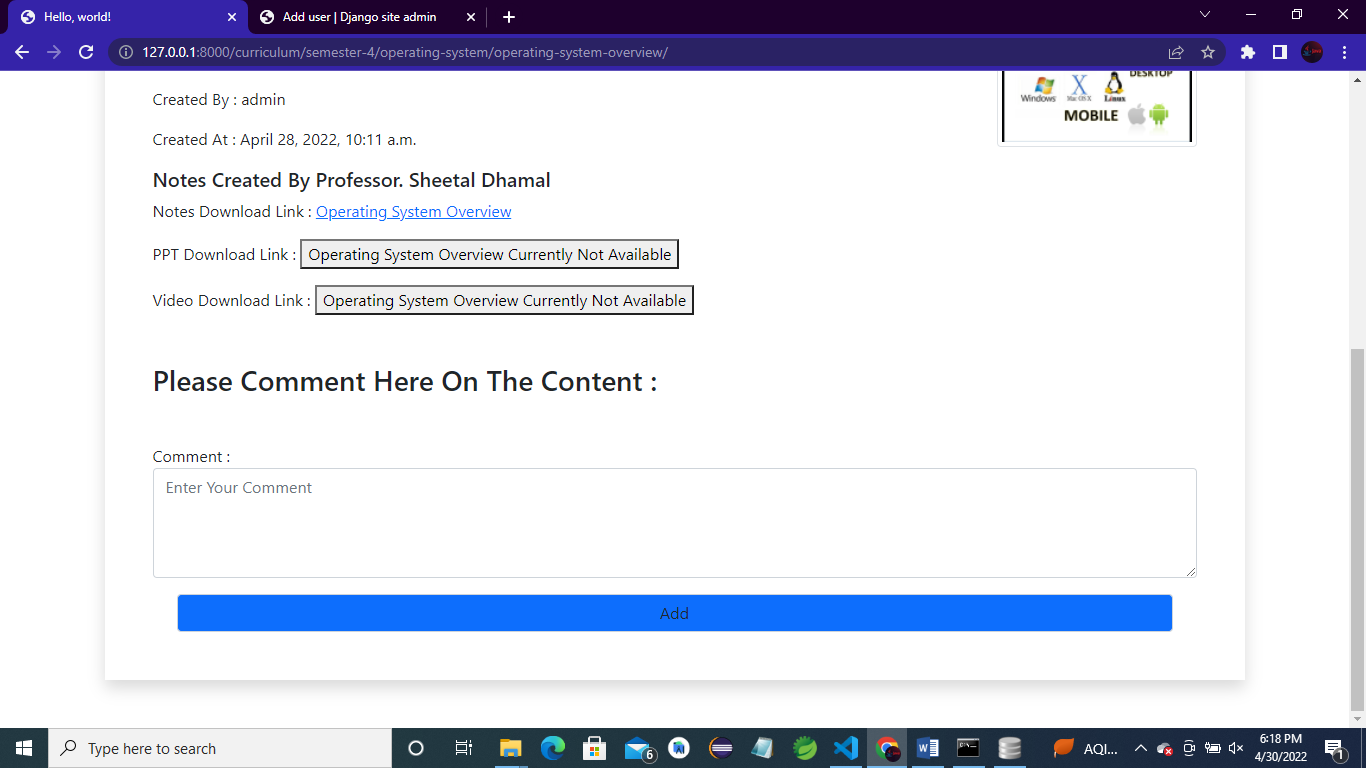 Hello, world!
Add user | Django site admin
127.0.0.1:8000/curriculum/semester-4/operating-system/operating-system-overview/
DESKTOP
Windows
Mac OS X
Linux
MOBILE
Created By : admin
Created At : April 28, 2022, 10:11 a.m.
Notes Created By Professor. Sheetal Dhamal
Notes Download Link : Operating System Overview
PPT Download Link : Operating System Overview Currently Not Available
Video Download Link : Operating System Overview Currently Not Available
Please Comment Here On The Content :
Comment :
Enter Your Comment
Add
Type here to search
6
AQI...
6:18 PM
4/30/2022
1